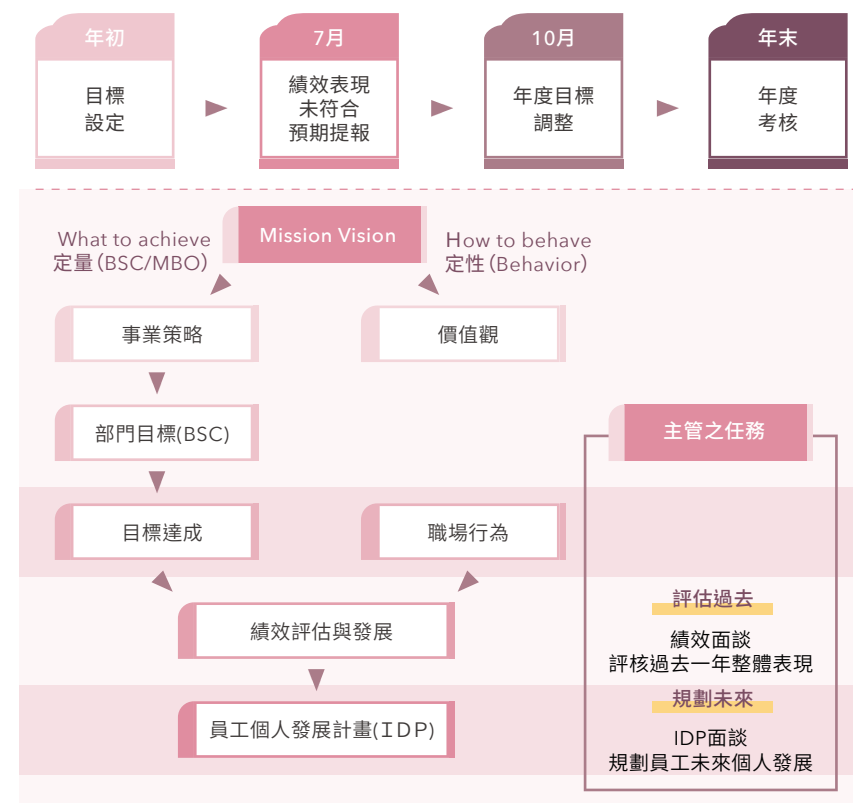 年初
目標
設定
7月
績效表現
未符合
預期提報
10月
年度目標
調整
年末
年度
考核
Mission Vision
What to achieve
定量(BSC/MBO)
How to behave
定性(Behavior)
事業策略
價值觀
部門目標(BSC)
目標達成
職場行為
績效評估與發展
員工個人發展計畫(IDP)
主管之任務
評估過去
績效面談
評核過去一年整體表現
規劃未來
IDP面談
規劃員工未來個人發展